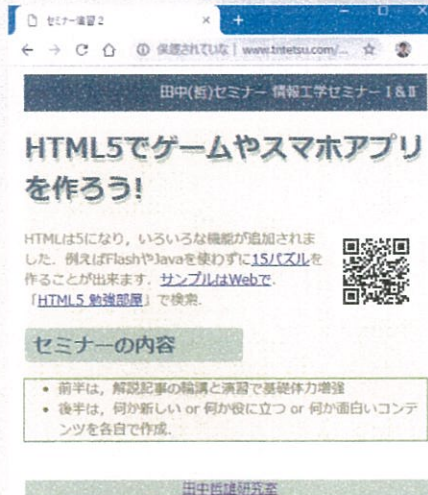 セミナー演習2
保護されていな | www.tntetsu.com/...
田中(哲)セミナー 情報工学セミナー I & II
HTML5でゲームやスマホアプリ
を作ろう!
HTMLは5になり，いろいろな機能が追加されま
した．例えばFlashやJavaを使わずに15パズルを
作ることが出来ます．サンプルはWebで．
「HTML5 勉強部屋」で検索．
セミナーの内容
• 前半は，解説記事の輪講と演習で基礎体力増強
• 後半は，何か新しい or 何か役に立つ or 何か面白いコンテ
ンツを各自で作成．
田中哲雄研究室